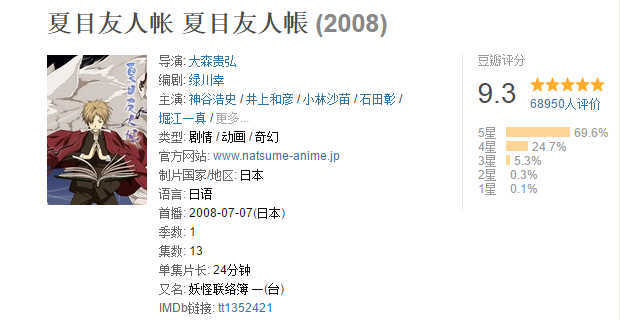 夏目友人帐 夏目友人帳 (2008)
夏目友人帳
导演: 大森贵弘
编剧: 绿川幸
主演: 神谷浩史 / 井上和彦 / 小林沙苗 / 石田彰 /
堀江一真 / 更多...
类型: 剧情 / 动画 / 奇幻
官方网站: www.natsume-anime.jp
制片国家/地区: 日本
语言: 日语
首播: 2008-07-07(日本)
季数: 1
集数: 13
单集片长: 24分钟
又名: 妖怪联络簿 一(台)
IMDb链接: tt1352421
豆瓣评分
9.3
68950人评价
5星 69.6%
4星 24.7%
3星 5.3%
2星 0.3%
1星 0.1%